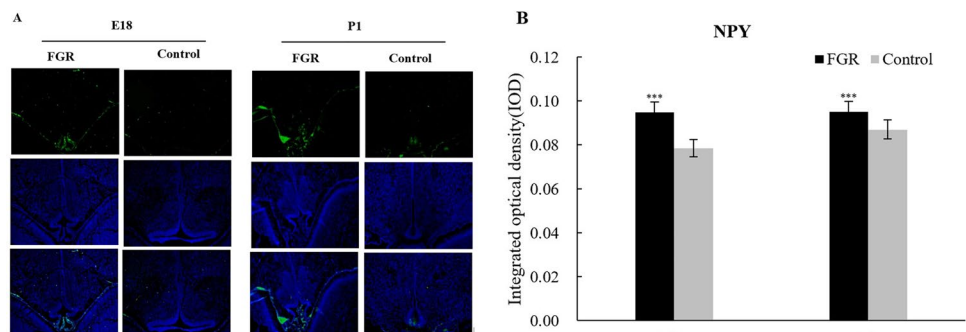 A
E18
P1
FGR
Control
FGR
Control
B
NPY
FGR
Control
Integrated optical density(IOD)
0.12
0.10
0.08
0.06
0.04
0.02
0.00
***
***